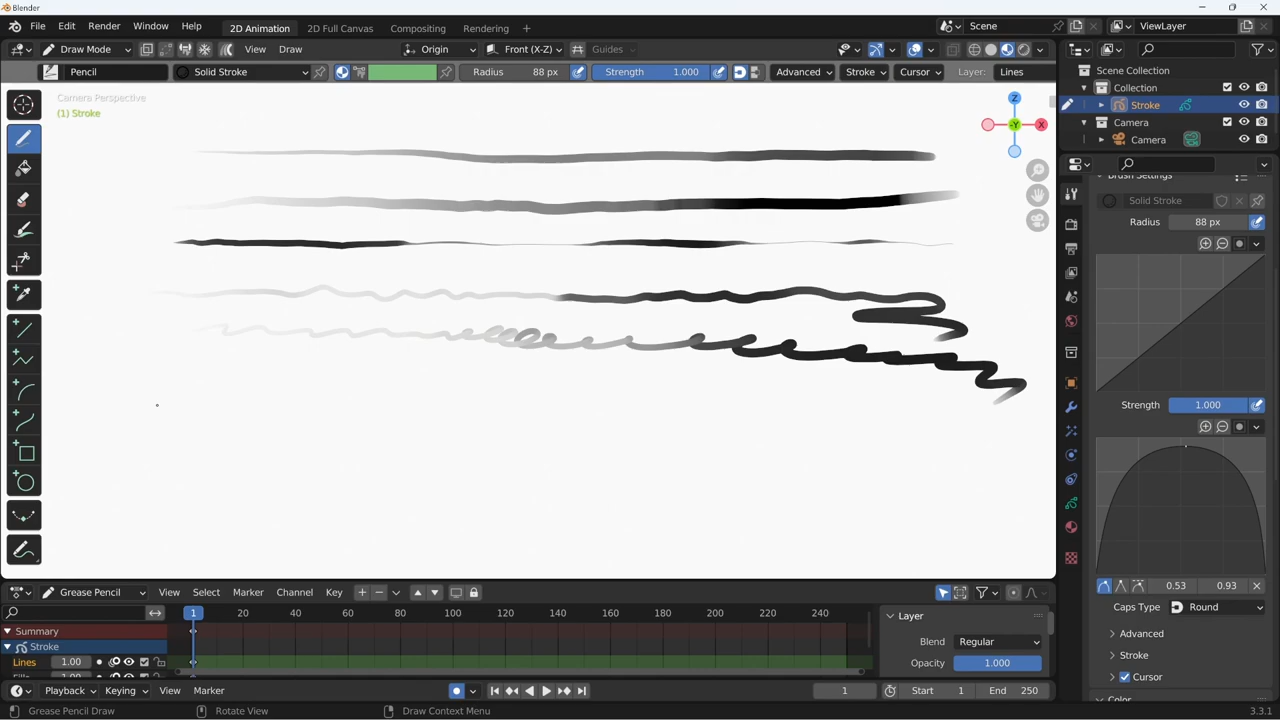 Blender
File Edit Render Window Help 2D Animation 2D Full Canvas Compositing Rendering + Scene ViewLayer
Draw Mode View Draw Origin Front (X-Z) Guides
Pencil Solid Stroke Radius 88 px Strength 1.000 Advanced Stroke Cursor Layer: Lines
Camera Perspective
(1) Stroke
Z
-Y X
Scene Collection
Collection
Stroke
Camera
Camera
Brush Settings
Solid Stroke
Radius 88 px
Strength 1.000
0.53 0.93
Caps Type Round
Advanced
Stroke
Cursor
Color
Grease Pencil View Select Marker Channel Key
1 20 40 60 80 100 120 140 160 180 200 220 240
Summary
Stroke
Lines 1.00
Fills 1.00
Layer
Blend Regular
Opacity 1.000
Playback Keying View Marker 1 Start 1 End 250
Grease Pencil Draw Rotate View Draw Context Menu 3.3.1